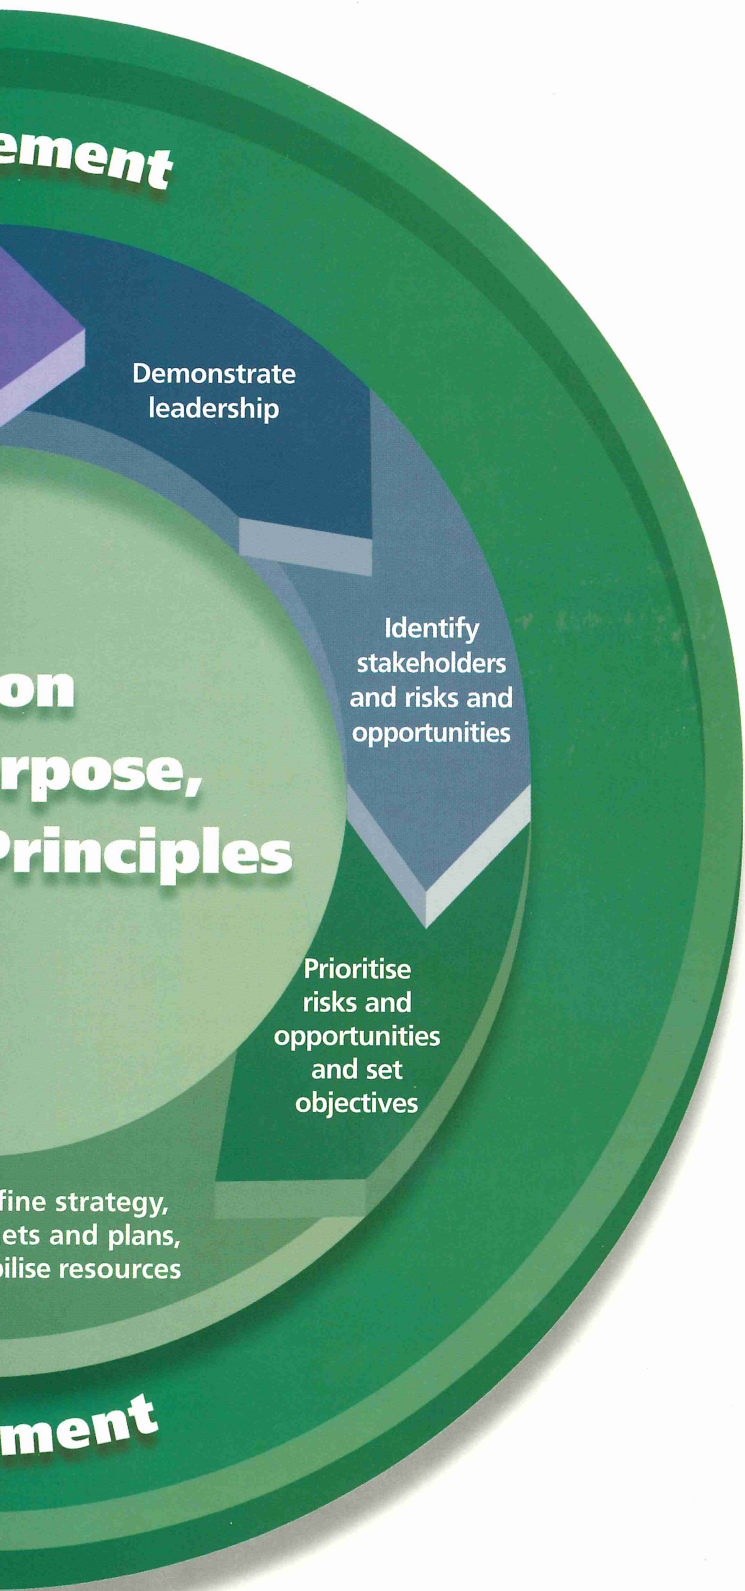 ement
Demonstrate
leadership
Identify
stakeholders
and risks and
opportunities
on
rpose,
Principles
Prioritise
risks and
opportunities
and set
objectives
fine strategy,
ets and plans,
bilise resources
ment